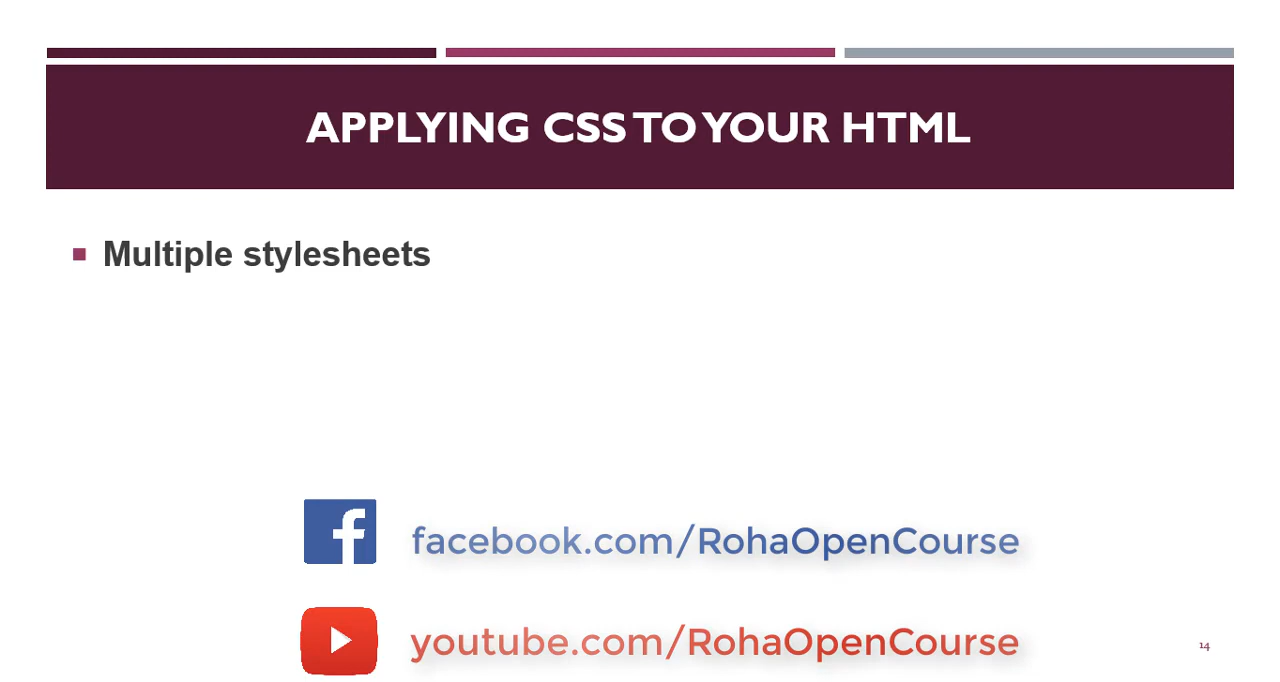 APPLYING CSS TO YOUR HTML
Multiple stylesheets
facebook.com/RohaOpenCourse
youtube.com/RohaOpenCourse
14